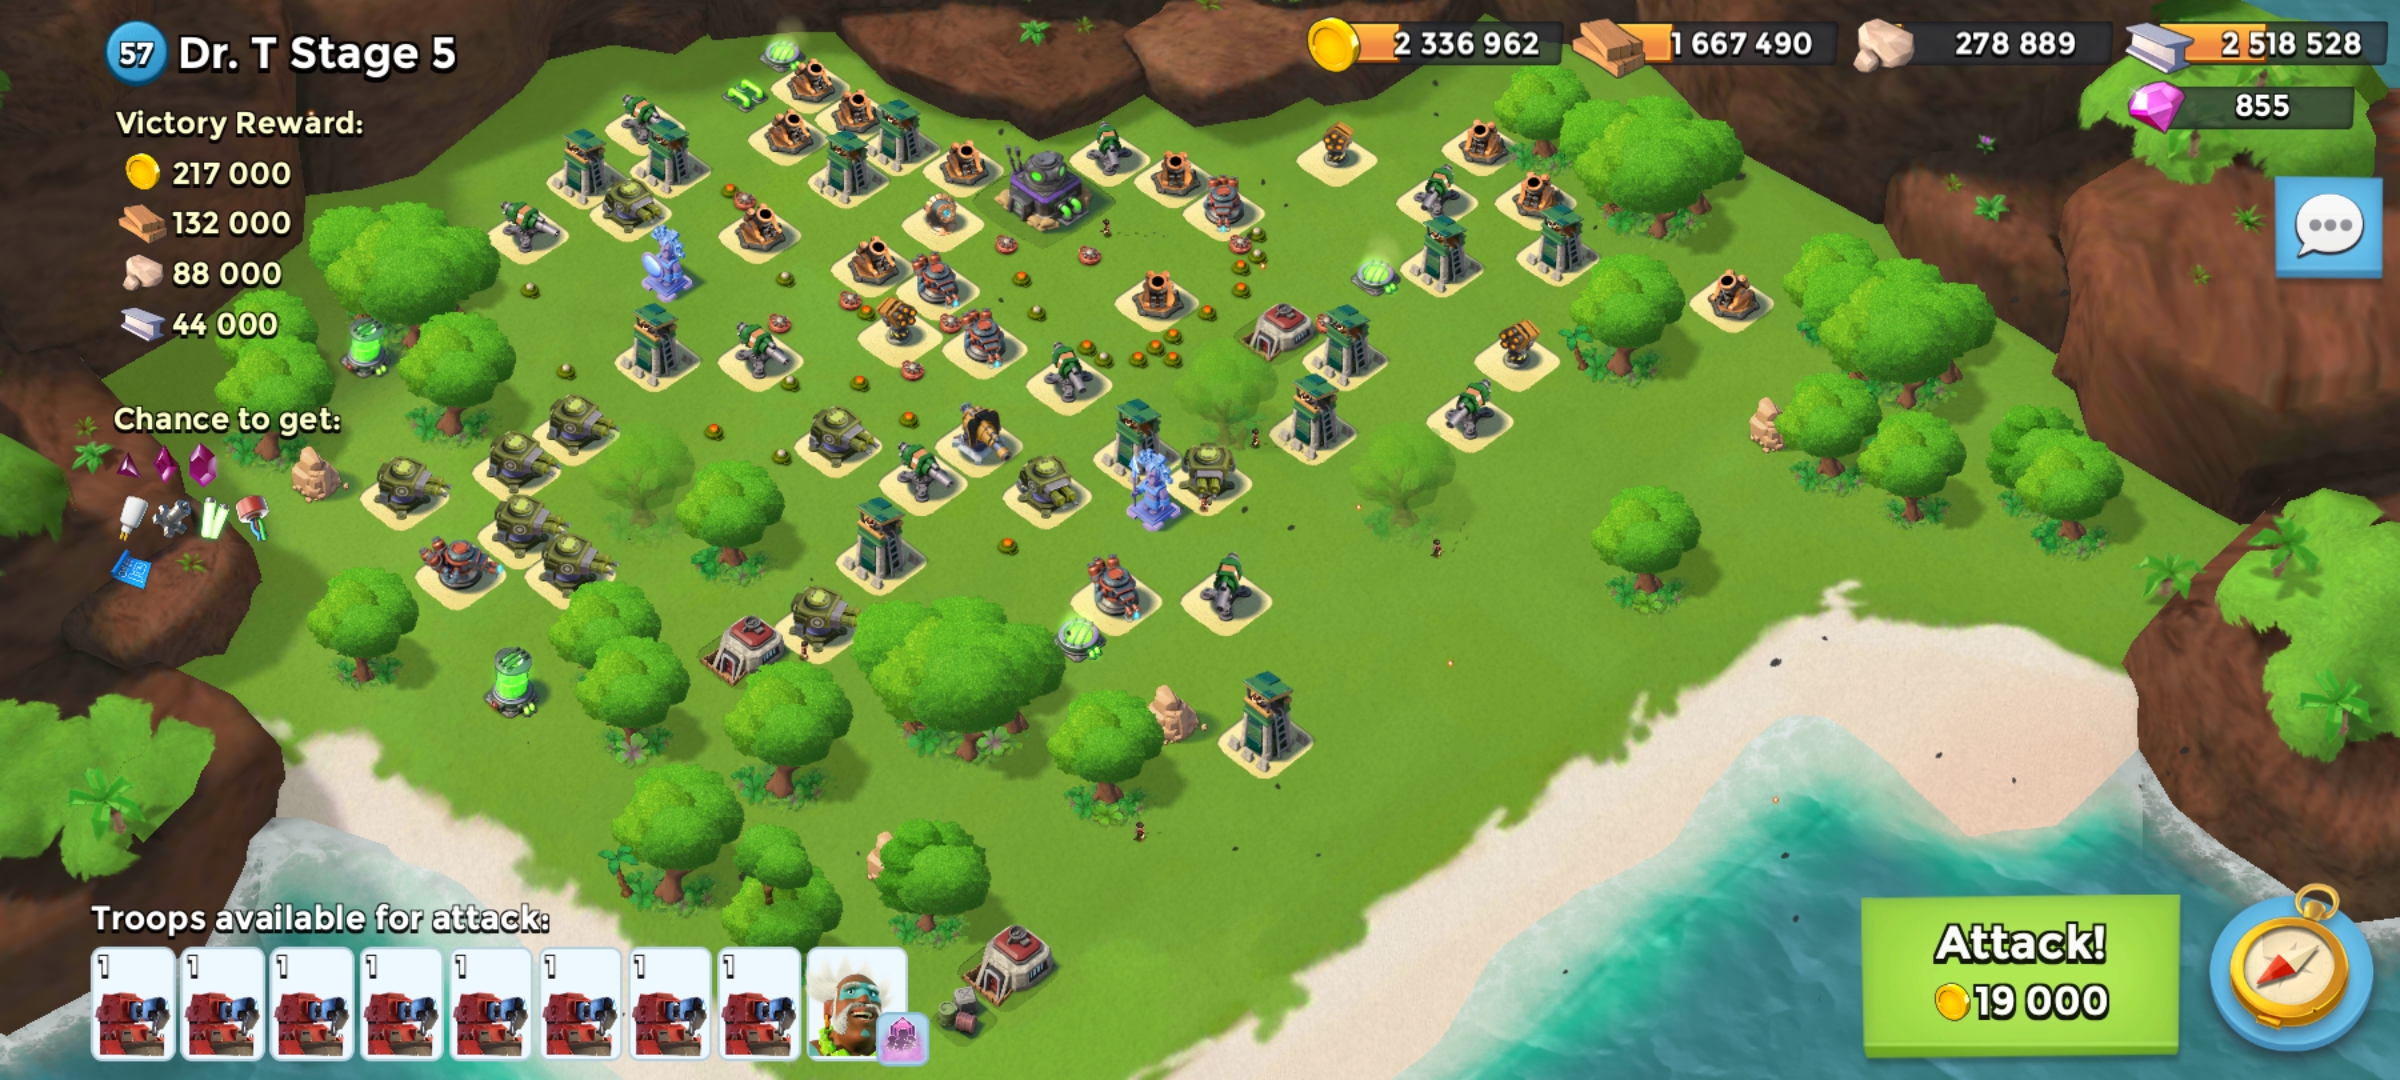 57 Dr. T Stage 5
2 336 962
1 667 490
278 889
2 518 528
855
Victory Reward:
217 000
132 000
88 000
44 000
Chance to get:
Troops available for attack:
1 1 1 1 1 1 1 1
Attack!
19 000